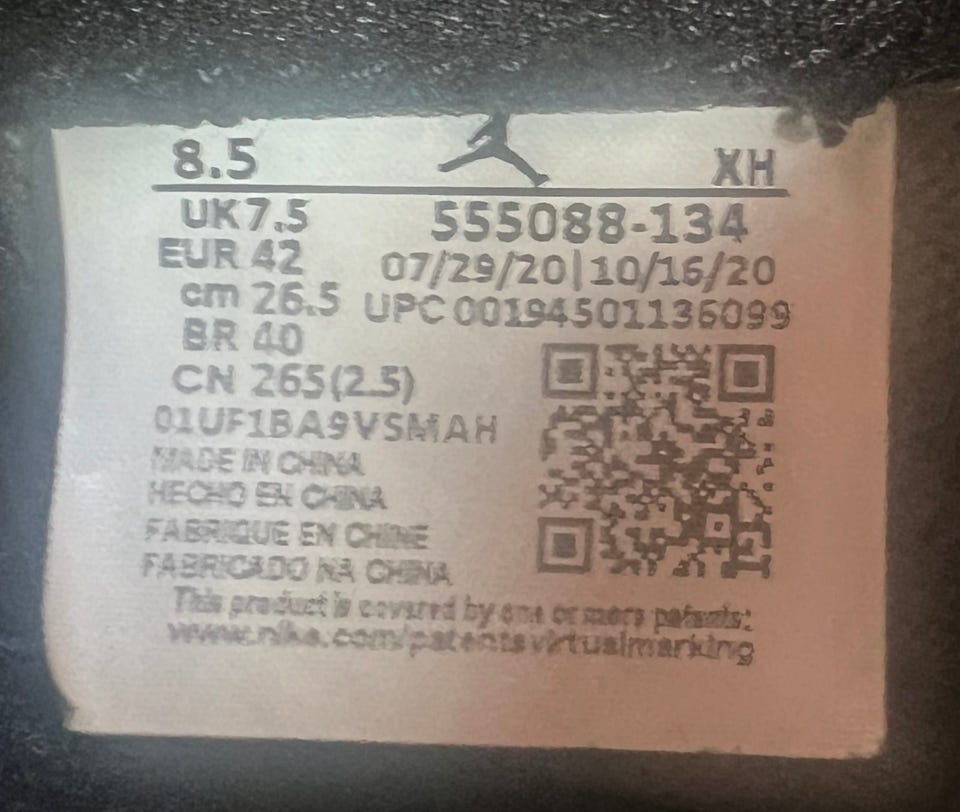 8.5 XH
UK 7.5 555088-134
EUR 42 07/29/20|10/16/20
cm 26.5 UPC 00194501136099
BR 40
CN 265(2.5)
01UF1BA9VSMAH
MADE IN CHINA
HECHO EN CHINA
FABRIQUE EN CHINE
FABRICADO NA CHINA
This product is covered by one or more patents:
www.nike.com/patentsvirtualmarking